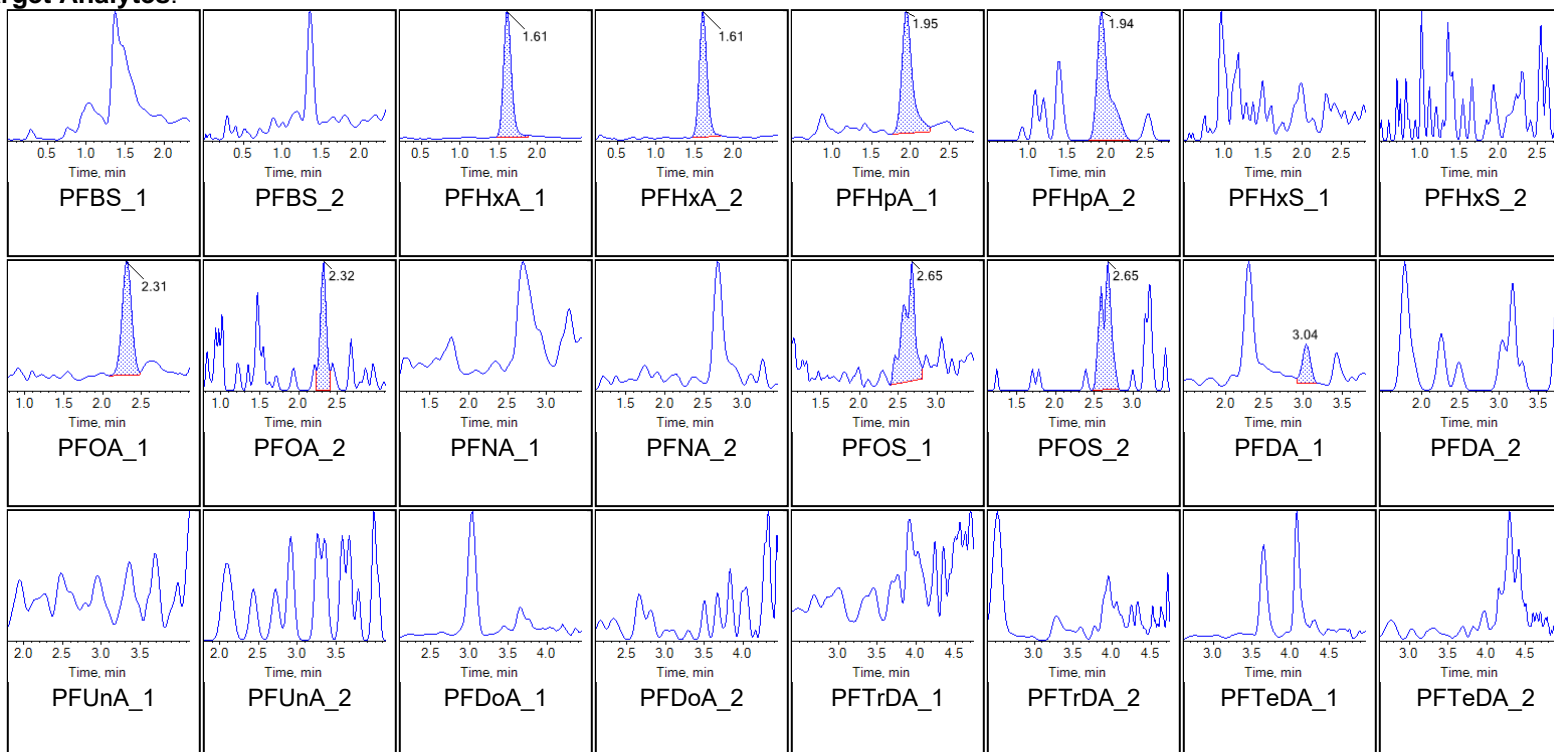 rget Analytes:
1.61 1.61 1.95 1.94
0.5 1.0 1.5 2.0 0.5 1.0 1.5 2.0 0.5 1.0 1.5 2.0 0.5 1.0 1.5 2.0 1.0 1.5 2.0 2.5 1.0 1.5 2.0 2.5 1.0 1.5 2.0 2.5 1.0 1.5 2.0 2.5
Time, min Time, min Time, min Time, min Time, min Time, min Time, min Time, min
PFBS_1 PFBS_2 PFHxA_1 PFHxA_2 PFHpA_1 PFHpA_2 PFHxS_1 PFHxS_2
2.31 2.32 2.65 2.65 3.04
1.0 1.5 2.0 2.5 1.0 1.5 2.0 2.5 1.5 2.0 2.5 3.0 1.5 2.0 2.5 3.0 1.5 2.0 2.5 3.0 1.5 2.0 2.5 3.0 2.0 2.5 3.0 3.5 2.0 2.5 3.0 3.5
Time, min Time, min Time, min Time, min Time, min Time, min Time, min Time, min
PFOA_1 PFOA_2 PFNA_1 PFNA_2 PFOS_1 PFOS_2 PFDA_1 PFDA_2
2.0 2.5 3.0 3.5 2.0 2.5 3.0 3.5 2.5 3.0 3.5 4.0 2.5 3.0 3.5 4.0 3.0 3.5 4.0 4.5 3.0 3.5 4.0 4.5 3.0 3.5 4.0 4.5 3.0 3.5 4.0 4.5
Time, min Time, min Time, min Time, min Time, min Time, min Time, min Time, min
PFUnA_1 PFUnA_2 PFDoA_1 PFDoA_2 PFTrDA_1 PFTrDA_2 PFTeDA_1 PFTeDA_2